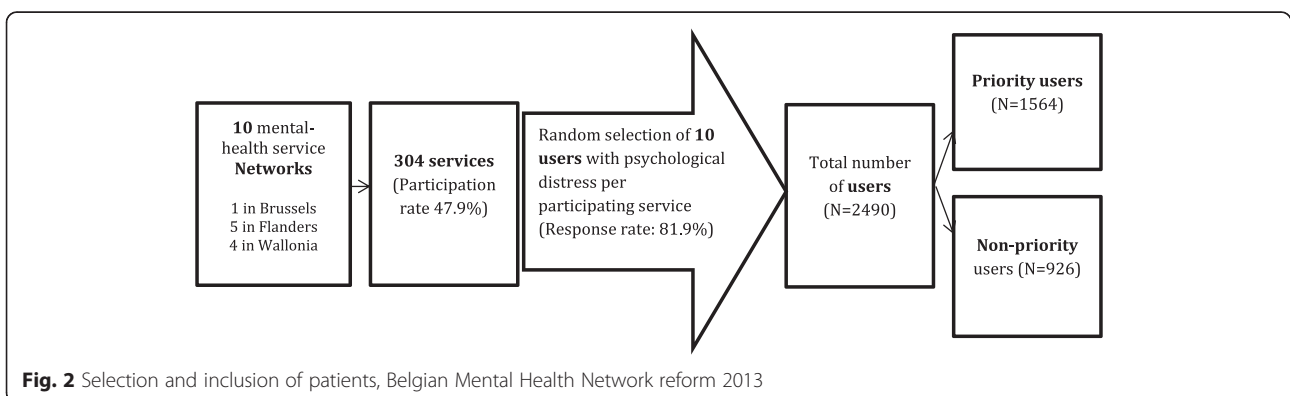 10 mental-
health service
Networks
1 in Brussels
5 in Flanders
4 in Wallonia
304 services
(Participation
rate 47.9%)
Random selection of 10
users with psychological
distress per
participating service
(Response rate: 81.9%)
Total number
of users
(N=2490)
Priority users
(N=1564)
Non-priority
users (N=926)
Fig. 2 Selection and inclusion of patients, Belgian Mental Health Network reform 2013